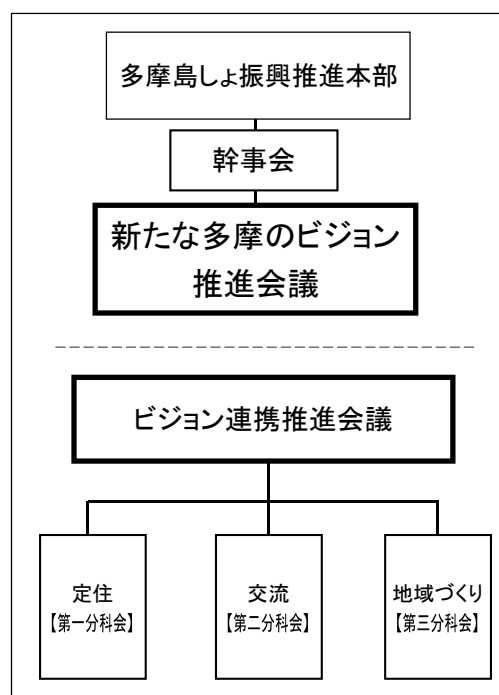 多摩島しょ振興推進本部
幹事会
新たな多摩のビジョン
推進会議
ビジョン連携推進会議
定住
【第一分科会】
交流
【第二分科会】
地域づくり
【第三分科会】